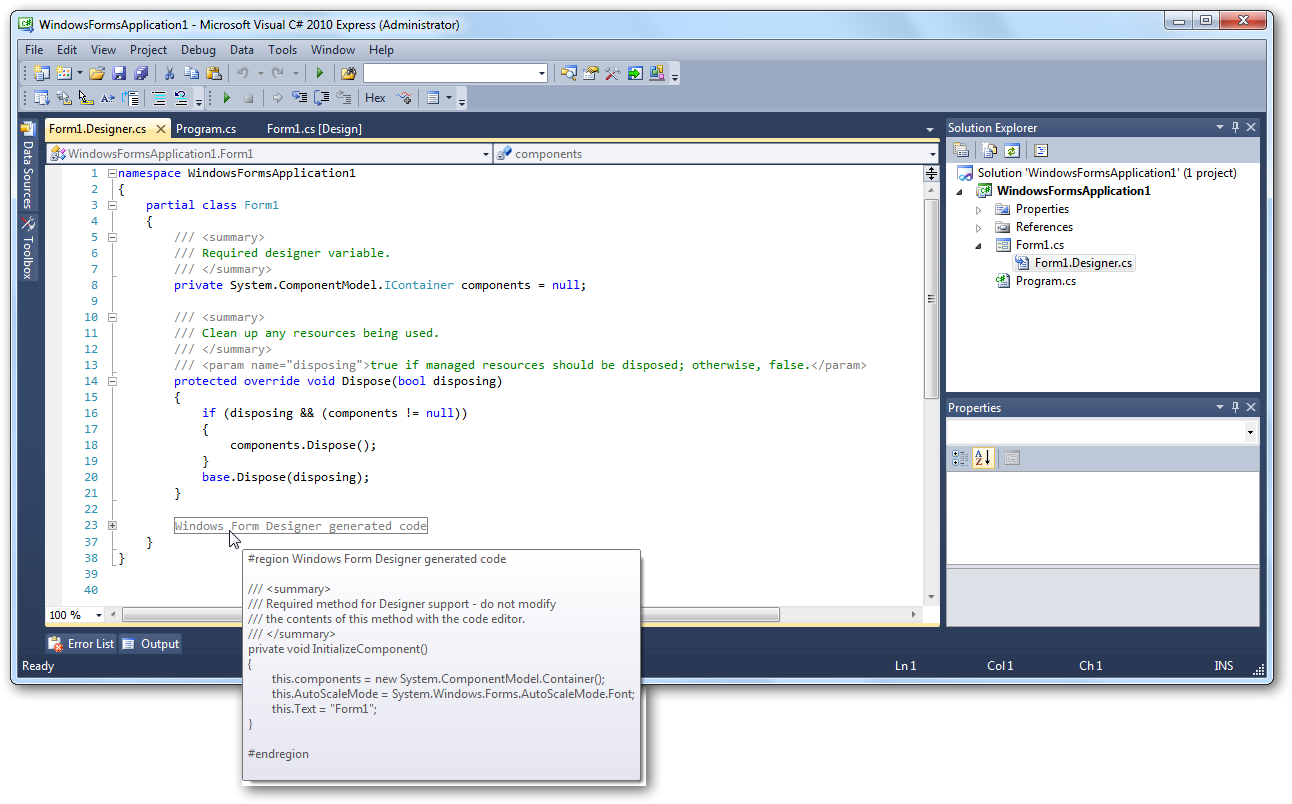 WindowsFormsApplication1 - Microsoft Visual C# 2010 Express (Administrator)
File Edit View Project Debug Data Tools Window Help
Hex
Data Sources
Toolbox
Form1.Designer.cs Program.cs Form1.cs [Design]
WindowsFormsApplication1.Form1 components
1 namespace WindowsFormsApplication1
2 {
3 partial class Form1
4 {
5 /// <summary>
6 /// Required designer variable.
7 /// </summary>
8 private System.ComponentModel.IContainer components = null;
9
10 /// <summary>
11 /// Clean up any resources being used.
12 /// </summary>
13 /// <param name="disposing">true if managed resources should be disposed; otherwise, false.</param>
14 protected override void Dispose(bool disposing)
15 {
16 if (disposing && (components != null))
17 {
18 components.Dispose();
19 }
20 base.Dispose(disposing);
21 }
22
23 Windows Form Designer generated code
37 }
38 }
39
40
#region Windows Form Designer generated code
/// <summary>
/// Required method for Designer support - do not modify
/// the contents of this method with the code editor.
/// </summary>
private void InitializeComponent()
{
this.components = new System.ComponentModel.Container();
this.AutoScaleMode = System.Windows.Forms.AutoScaleMode.Font;
this.Text = "Form1";
}
#endregion
100 %
Solution Explorer
Solution 'WindowsFormsApplication1' (1 project)
WindowsFormsApplication1
Properties
References
Form1.cs
Form1.Designer.cs
Program.cs
Properties
Error List Output
Ready Ln 1 Col 1 Ch 1 INS